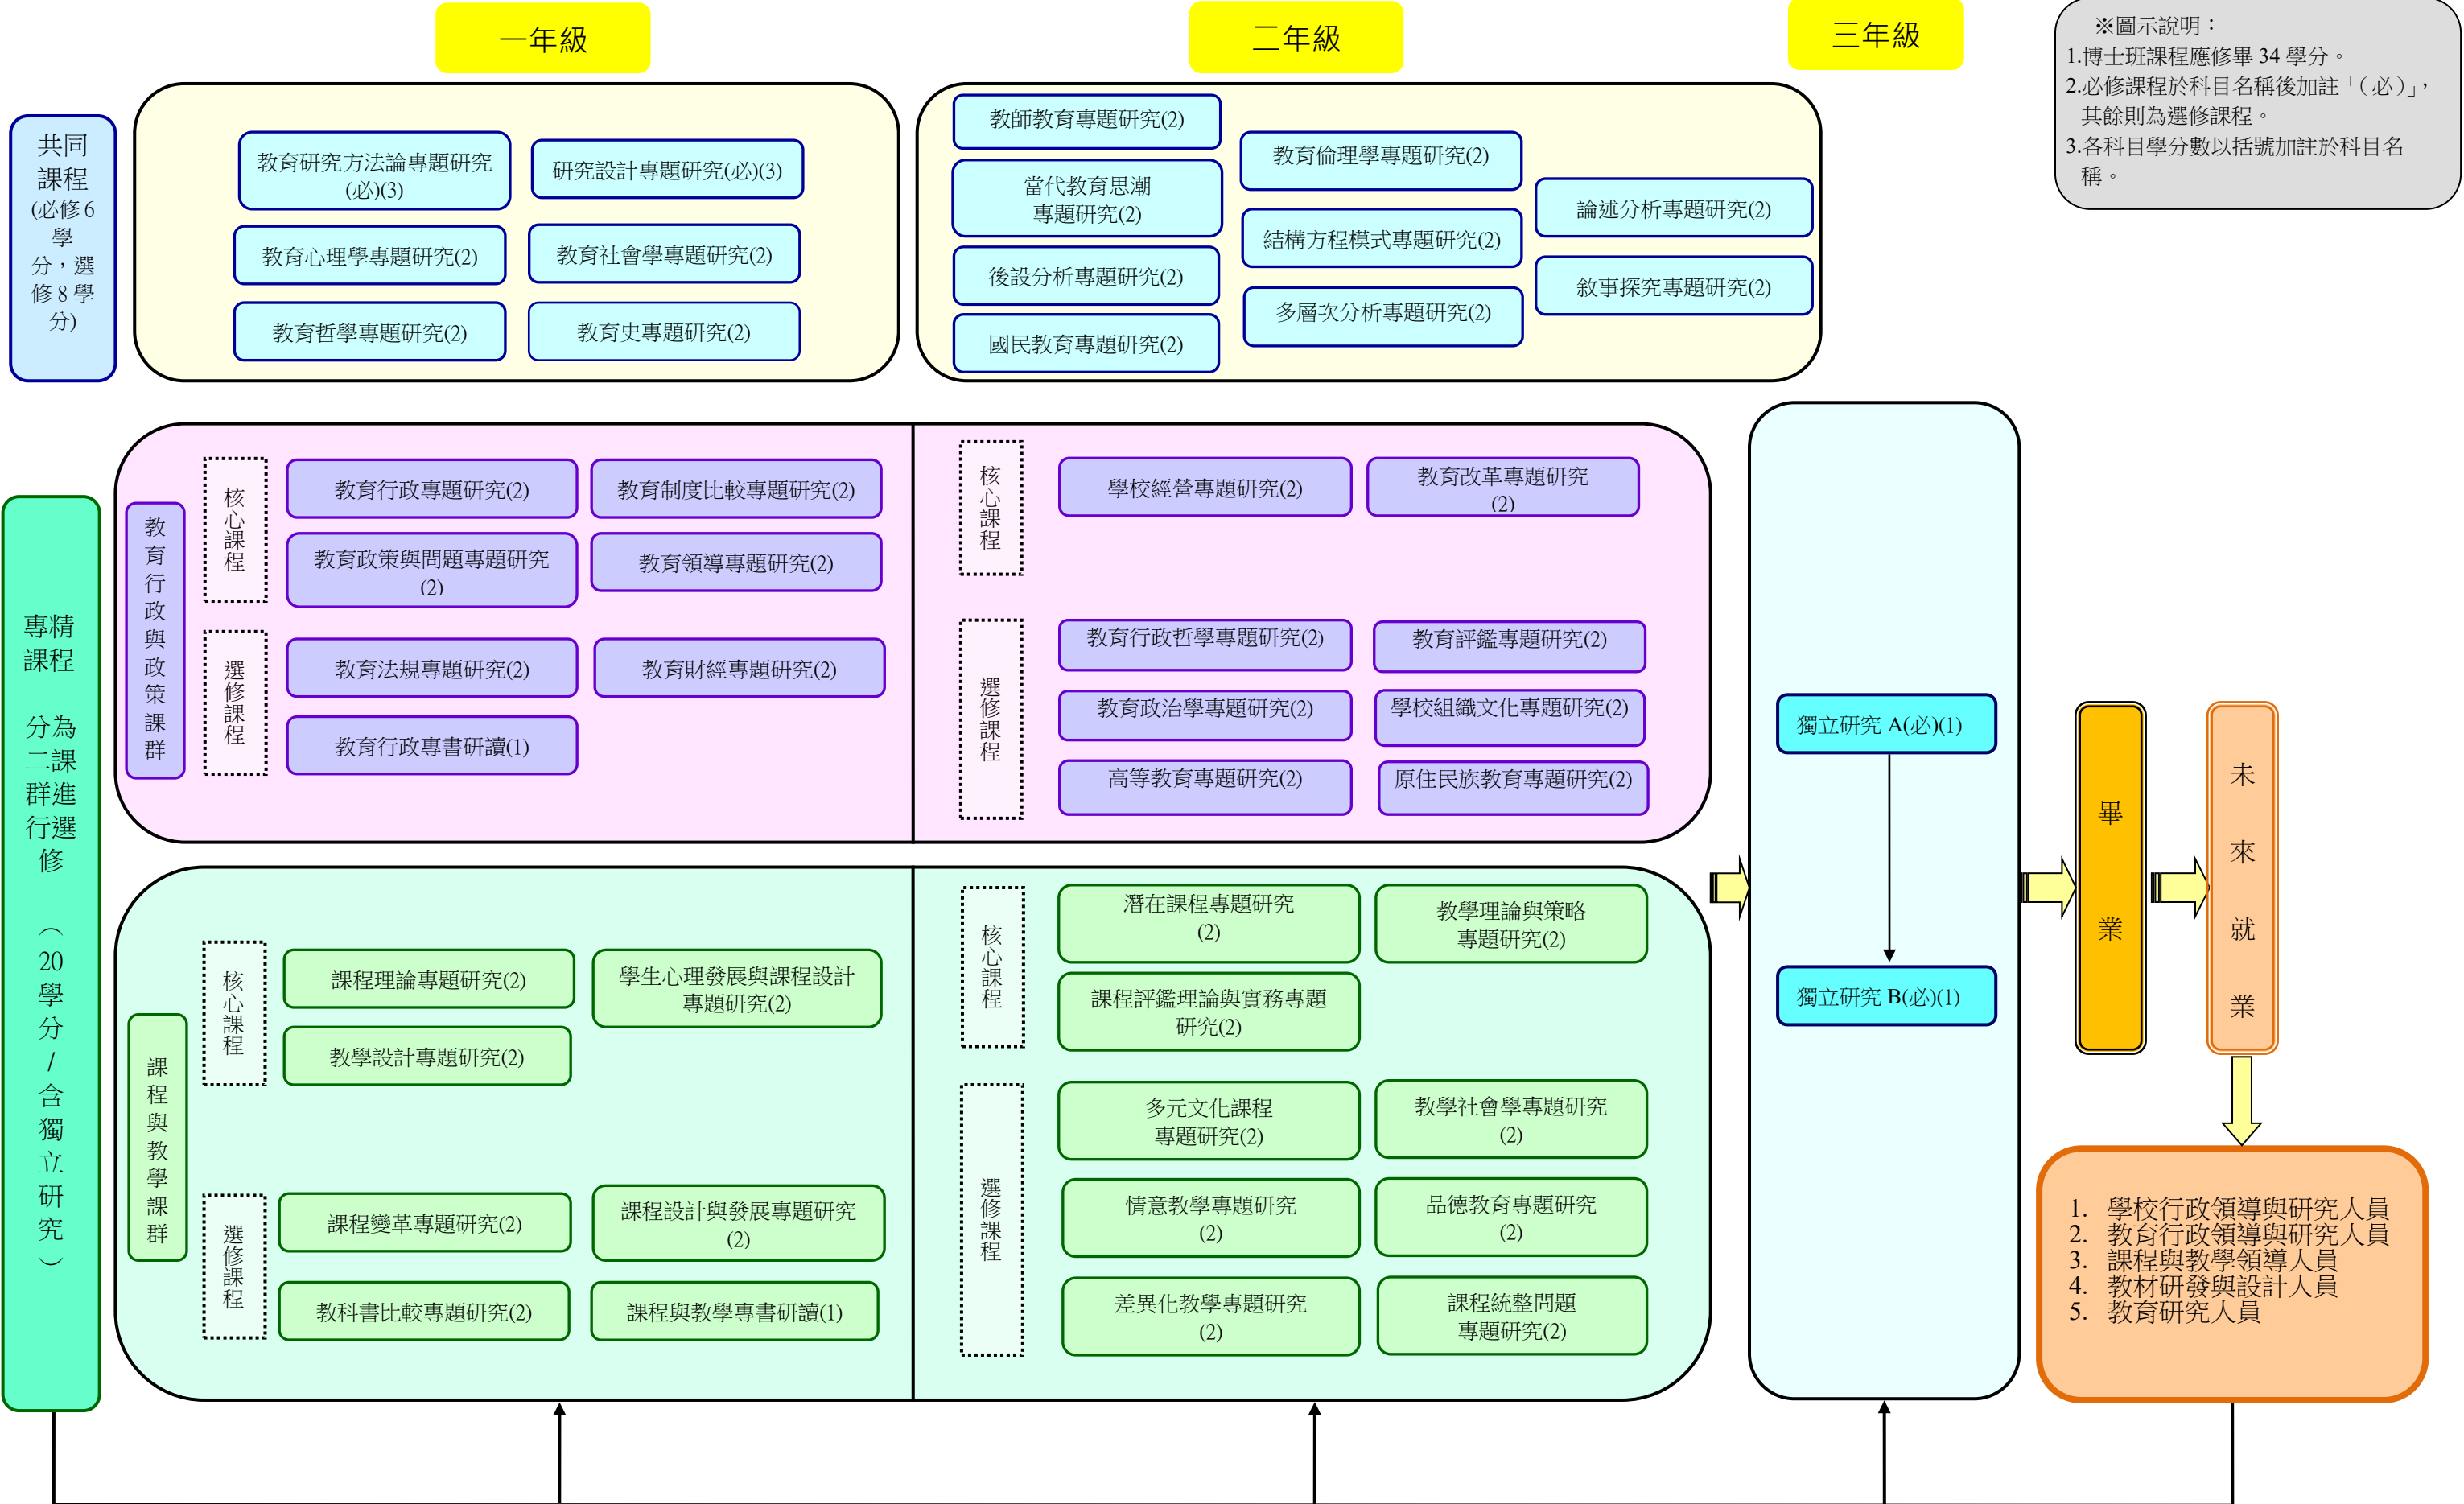 一年級
二年級
三年級
※圖示說明：
1.博士班課程應修畢 34 學分。
2.必修課程於科目名稱後加註「（必）」，
其餘則為選修課程。
3.各科目學分數以括號加註於科目名
稱。
共同
課程
(必修6
學
分，選
修 8 學
分)
教育研究方法論專題研究
(必)(3)
研究設計專題研究(必)(3)
教育心理學專題研究(2)
教育社會學專題研究(2)
教育哲學專題研究(2)
教育史專題研究(2)
教師教育專題研究(2)
當代教育思潮
專題研究(2)
後設分析專題研究(2)
國民教育專題研究(2)
教育倫理學專題研究(2)
結構方程模式專題研究(2)
多層次分析專題研究(2)
論述分析專題研究(2)
敘事探究專題研究(2)
專精
課程
分為
二課
群進
行選
修
（
20
學
分
/
含
獨
立
研
究
）
教育行政與政策課群
核心課程
教育行政專題研究(2)
教育制度比較專題研究(2)
教育政策與問題專題研究
(2)
教育領導專題研究(2)
選修課程
教育法規專題研究(2)
教育財經專題研究(2)
教育行政專書研讀(1)
核心課程
學校經營專題研究(2)
教育改革專題研究
(2)
選修課程
教育行政哲學專題研究(2)
教育評鑑專題研究(2)
教育政治學專題研究(2)
學校組織文化專題研究(2)
高等教育專題研究(2)
原住民族教育專題研究(2)
課程與教學課群
核心課程
課程理論專題研究(2)
學生心理發展與課程設計
專題研究(2)
教學設計專題研究(2)
選修課程
課程變革專題研究(2)
課程設計與發展專題研究
(2)
教科書比較專題研究(2)
課程與教學專書研讀(1)
核心課程
潛在課程專題研究
(2)
教學理論與策略
專題研究(2)
課程評鑑理論與實務專題
研究(2)
選修課程
多元文化課程
專題研究(2)
教學社會學專題研究
(2)
情意教學專題研究
(2)
品德教育專題研究
(2)
差異化教學專題研究
(2)
課程統整問題
專題研究(2)
獨立研究 A(必)(1)
獨立研究 B(必)(1)
畢業
未來就業
1. 學校行政領導與研究人員
2. 教育行政領導與研究人員
3. 課程與教學領導人員
4. 教材研發與設計人員
5. 教育研究人員